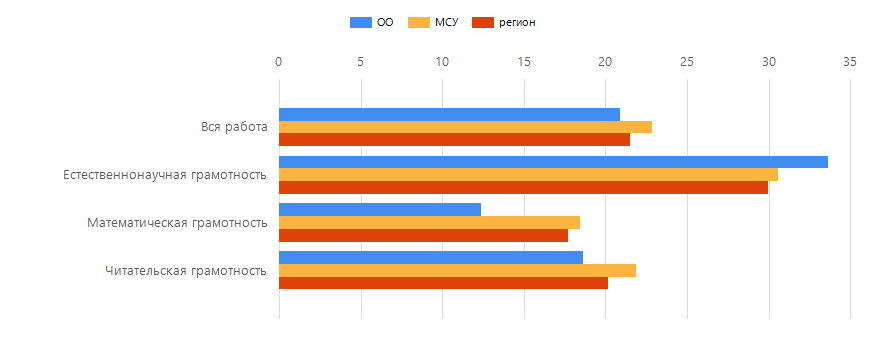 ОО МСУ регион
0 5 10 15 20 25 30 35
Вся работа
Естественнонаучная грамотность
Математическая грамотность
Читательская грамотность